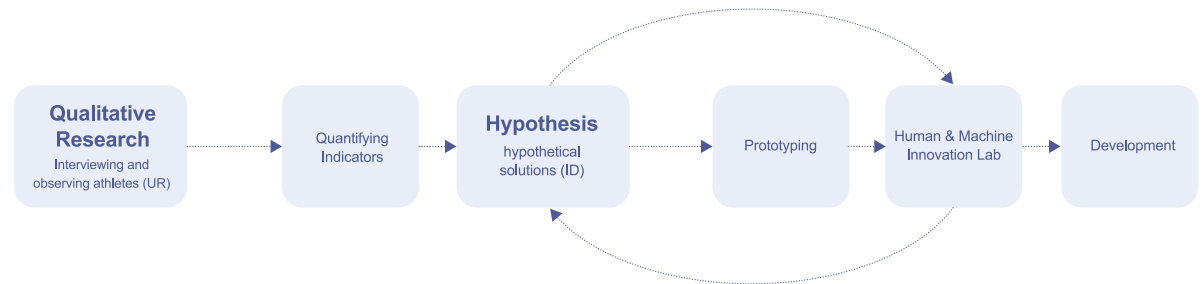 Qualitative
Research
Interviewing and
observing athletes (UR)
Quantifying
Indicators
Hypothesis
hypothetical
solutions (ID)
Prototyping
Human & Machine
Innovation Lab
Development